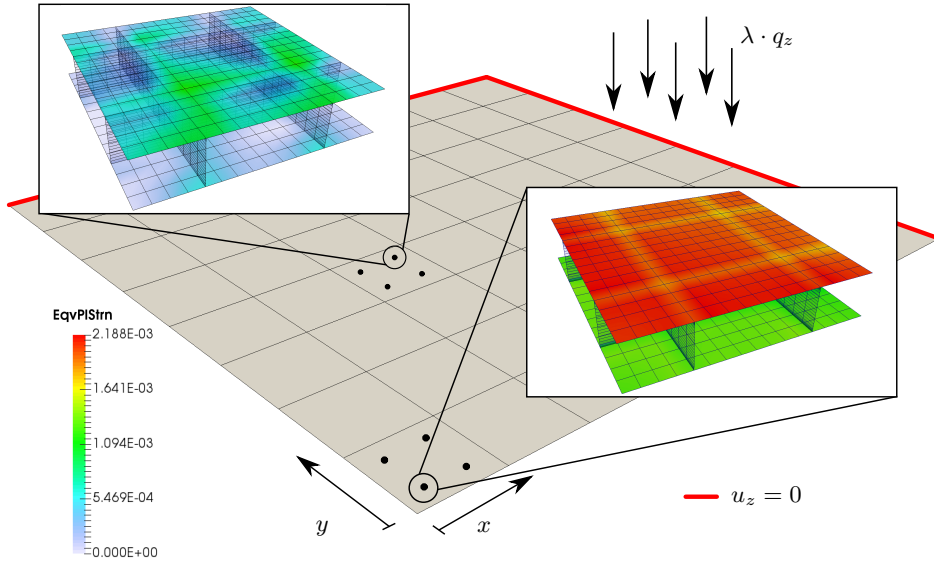 λ · q_z
EqvPlStrn
2.188E-03
1.641E-03
1.094E-03
5.469E-04
0.000E+00
y
x
u_z = 0